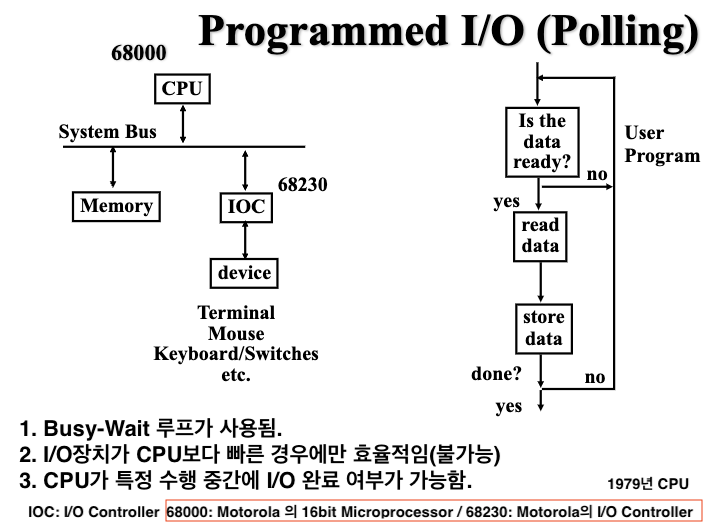 Programmed I/O (Polling)
68000
CPU
System Bus
Memory
IOC
68230
device
Terminal
Mouse
Keyboard/Switches
etc.
Is the
data
ready?
User
Program
no
yes
read
data
store
data
done?
no
yes
1. Busy-Wait 루프가 사용됨.
2. I/O장치가 CPU보다 빠른 경우에만 효율적임(불가능)
3. CPU가 특정 수행 중간에 I/O 완료 여부가 가능함.
1979년 CPU
IOC: I/O Controller 68000: Motorola 의 16bit Microprocessor / 68230: Motorola의 I/O Controller